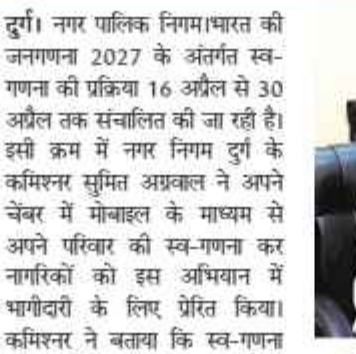 दुर्ग। नगर पालिक निगम।भारत की
जनगणना 2027 के अंतर्गत स्व-
गणना की प्रक्रिया 16 अप्रैल से 30
अप्रैल तक संचालित की जा रही है।
इसी क्रम में नगर निगम दुर्ग के
कमिश्नर सुमित अग्रवाल ने अपने
चेंबर में मोबाइल के माध्यम से
अपने परिवार की स्व-गणना कर
नागरिकों को इस अभियान में
भागीदारी के लिए प्रेरित किया।
कमिश्नर ने बताया कि स्व-गणना